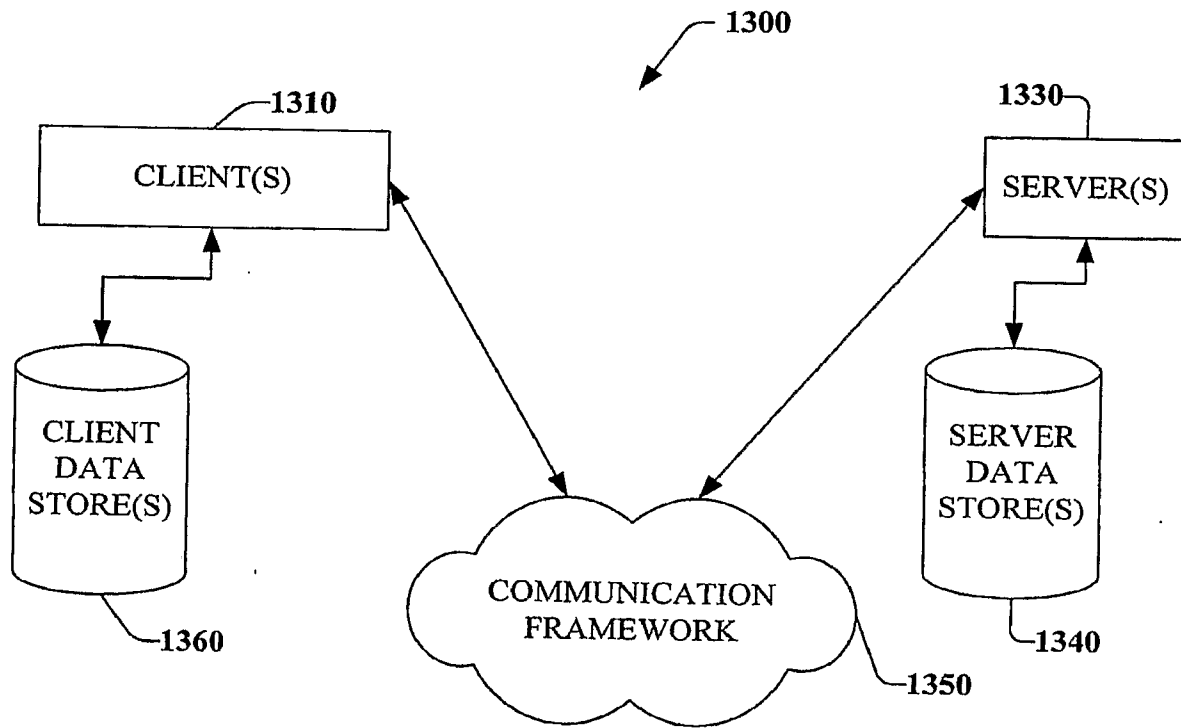 1300
1310
CLIENT(S)
1330
SERVER(S)
CLIENT
DATA
STORE(S)
1360
SERVER
DATA
STORE(S)
1340
COMMUNICATION
FRAMEWORK
1350